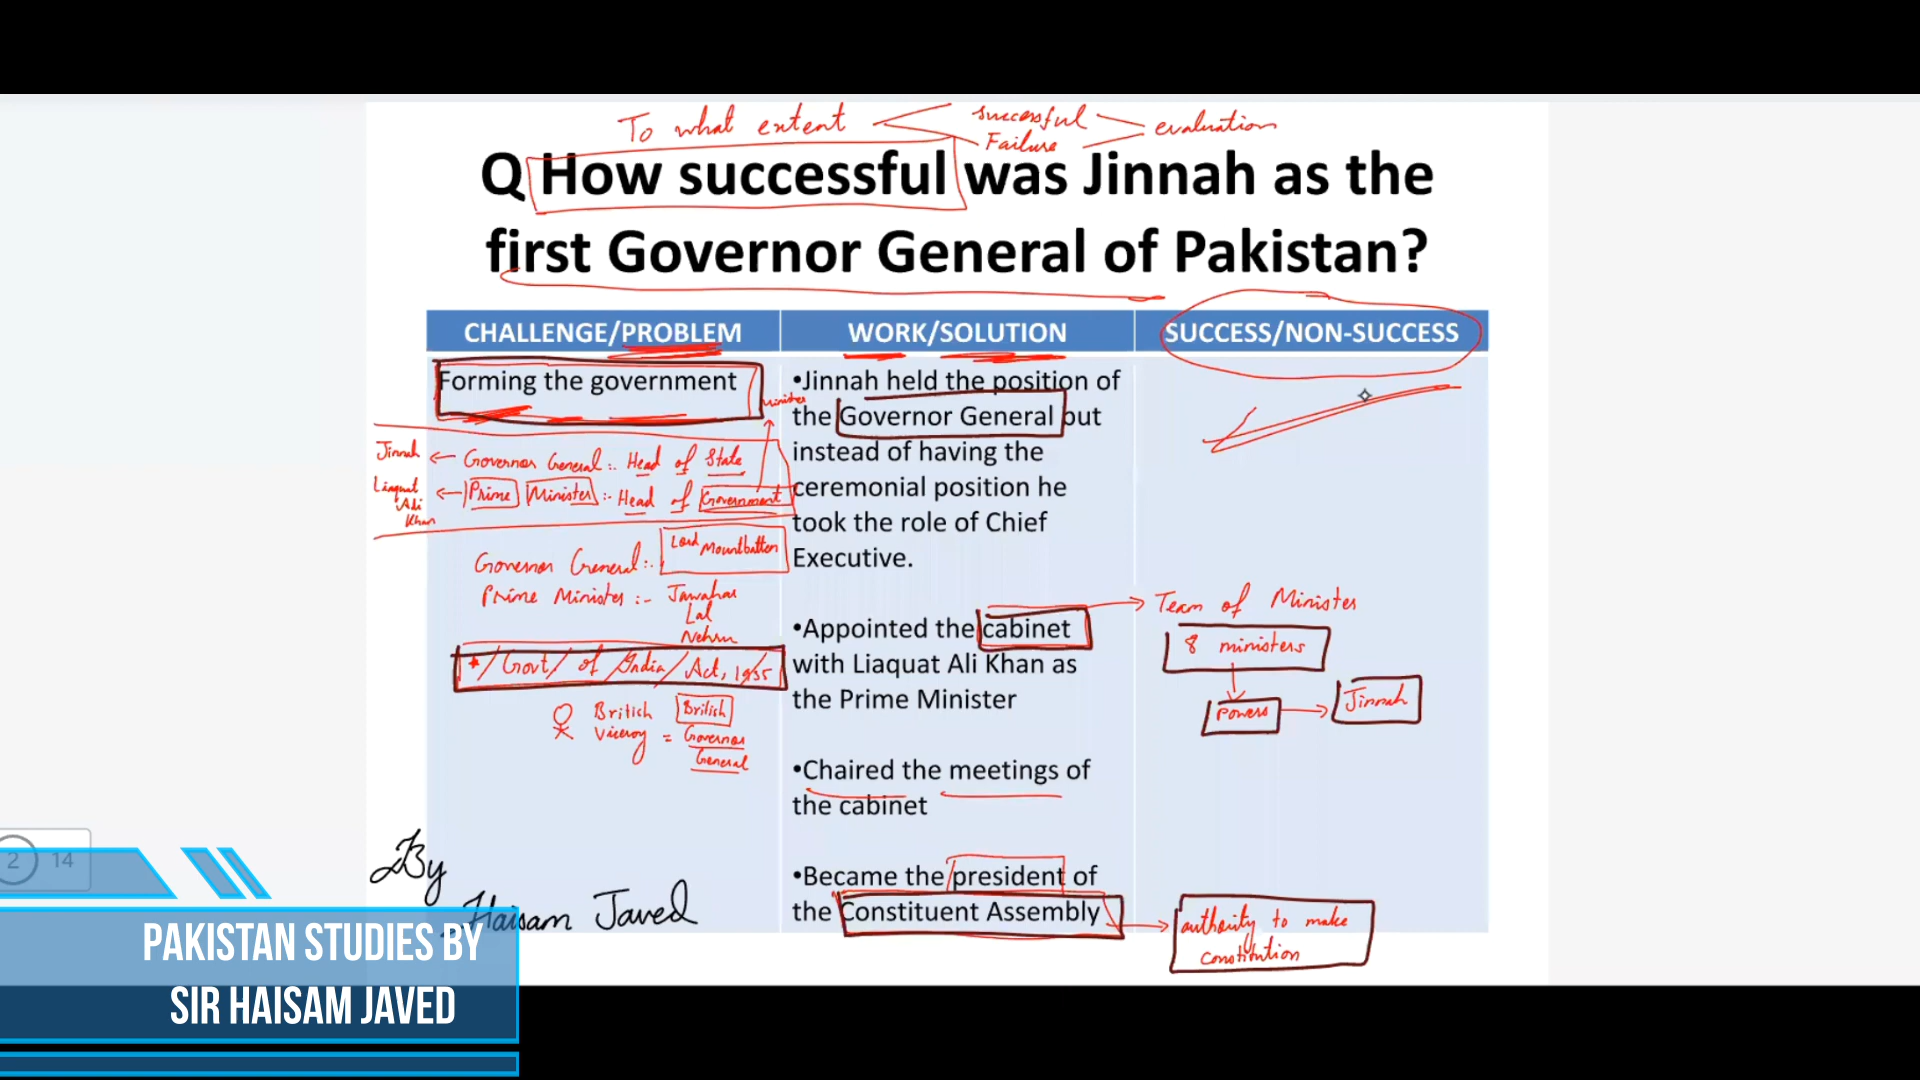 To what extent
successful
Failure
evaluation
Q How successful was Jinnah as the
first Governor General of Pakistan?
CHALLENGE/PROBLEM
WORK/SOLUTION
SUCCESS/NON-SUCCESS
Forming the government
Minister
Jinnah ← Governor General :- Head of State
Liaquat Ali Khan ← Prime Minister :- Head of Government
Governor General :- Lord Mountbatton
Prime Minister :- Jawahar
Lal
Nehru
* Govt of India Act, 1935
British British
Viceroy = Governor
General
•Jinnah held the position of
the Governor General but
instead of having the
ceremonial position he
took the role of Chief
Executive.
•Appointed the cabinet
with Liaquat Ali Khan as
the Prime Minister
•Chaired the meetings of
the cabinet
•Became the president of
the Constituent Assembly
Team of Minister
8 ministers
Powers → Jinnah
authority to make
constitution
By
Haisam Javed
2 14
PAKISTAN STUDIES BY
SIR HAISAM JAVED